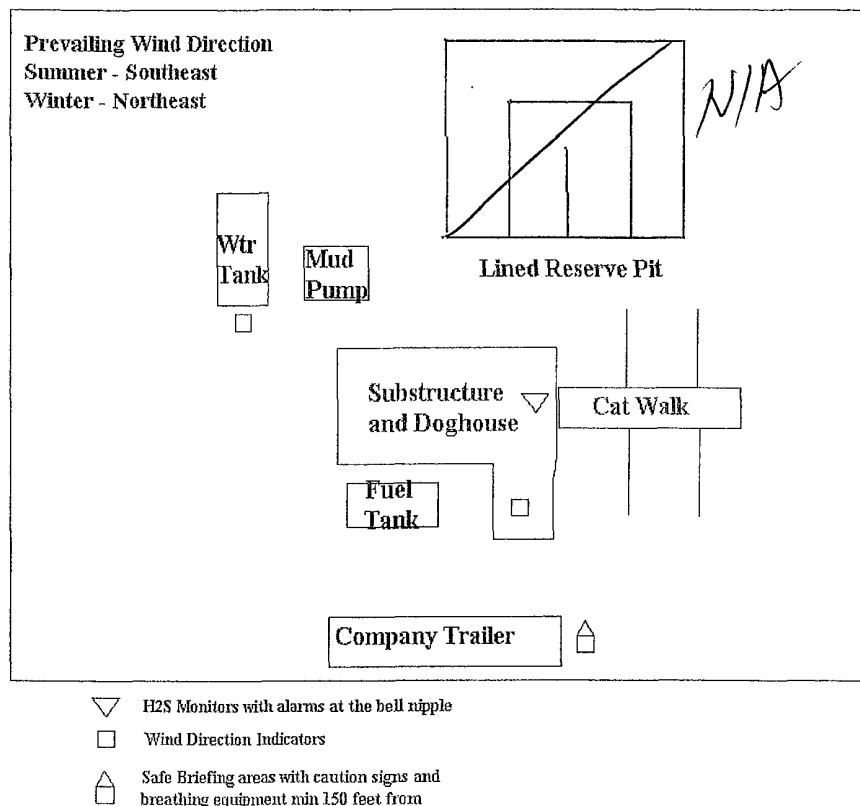 Prevailing Wind Direction
Summer - Southeast
Winter - Northeast
N/A
Wtr
Tank
Mud
Pump
Lined Reserve Pit
Substructure
and Doghouse
Cat Walk
Fuel
Tank
Company Trailer
H2S Monitors with alarms at the bell nipple
Wind Direction Indicators
Safe Briefing areas with caution signs and
breathing equipment min 150 feet from